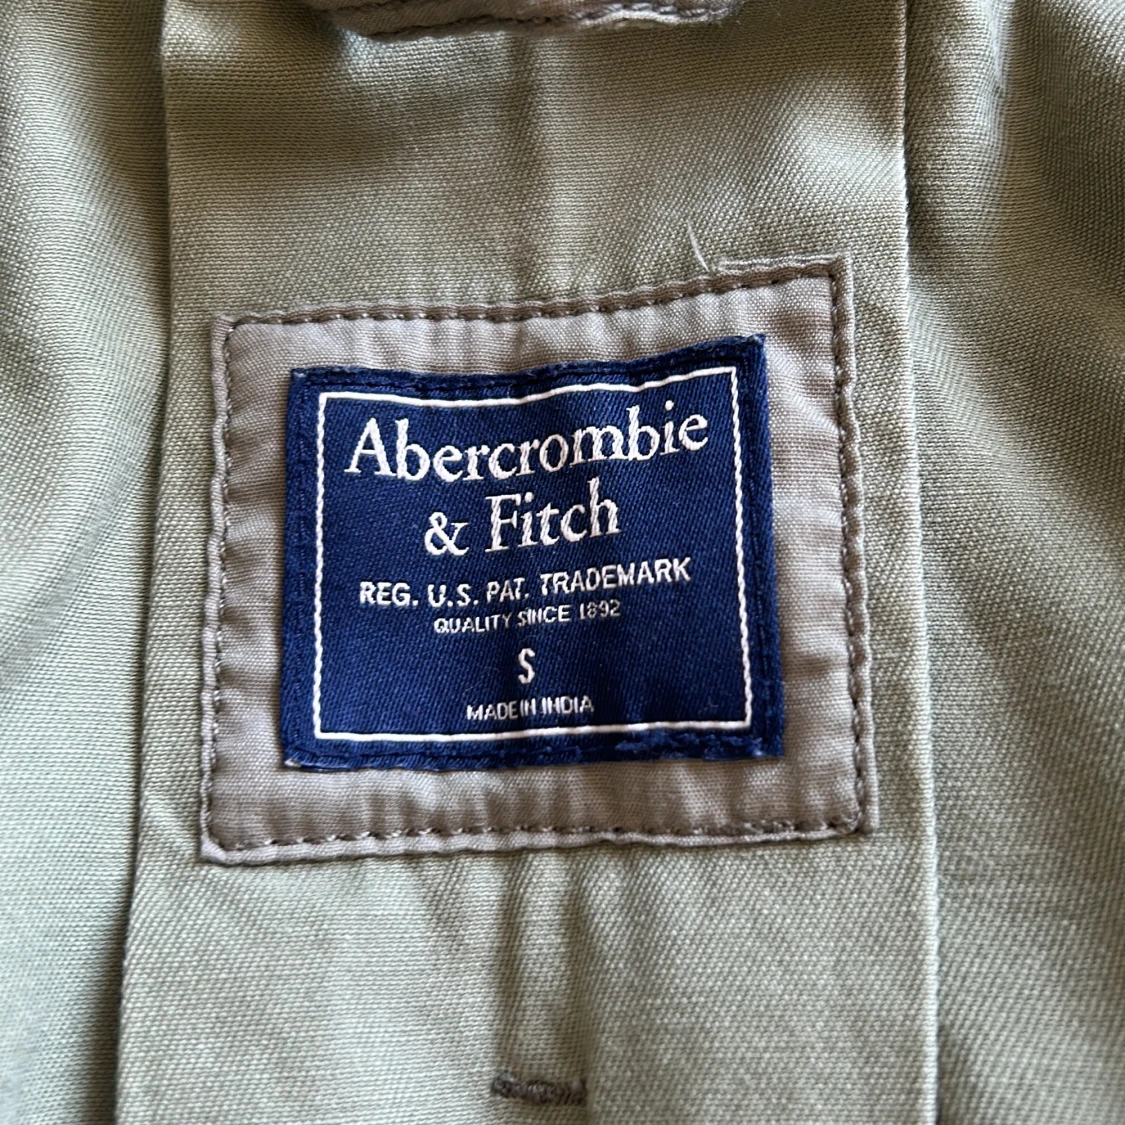 Abercrombie
& Fitch
REG. U.S. PAT. TRADEMARK
QUALITY SINCE 1892
S
MADE IN INDIA